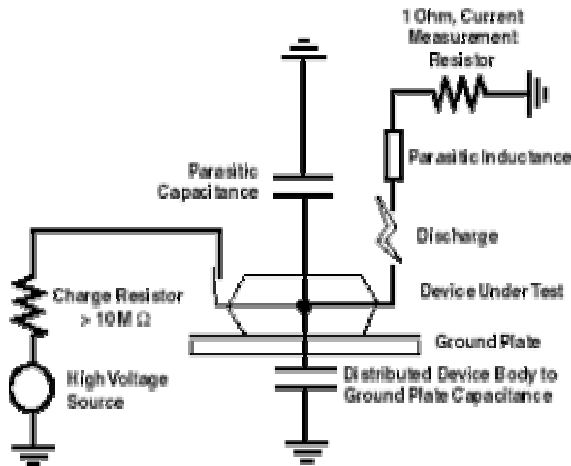 1 Ohm, Current
Measurement
Resistor
Parasitic
Capacitance
Parasitic Inductance
Discharge
Charge Resistor
> 10M Ω
Device Under Test
Ground Plate
High Voltage
Source
Distributed Device Body to
Ground Plate Capacitance